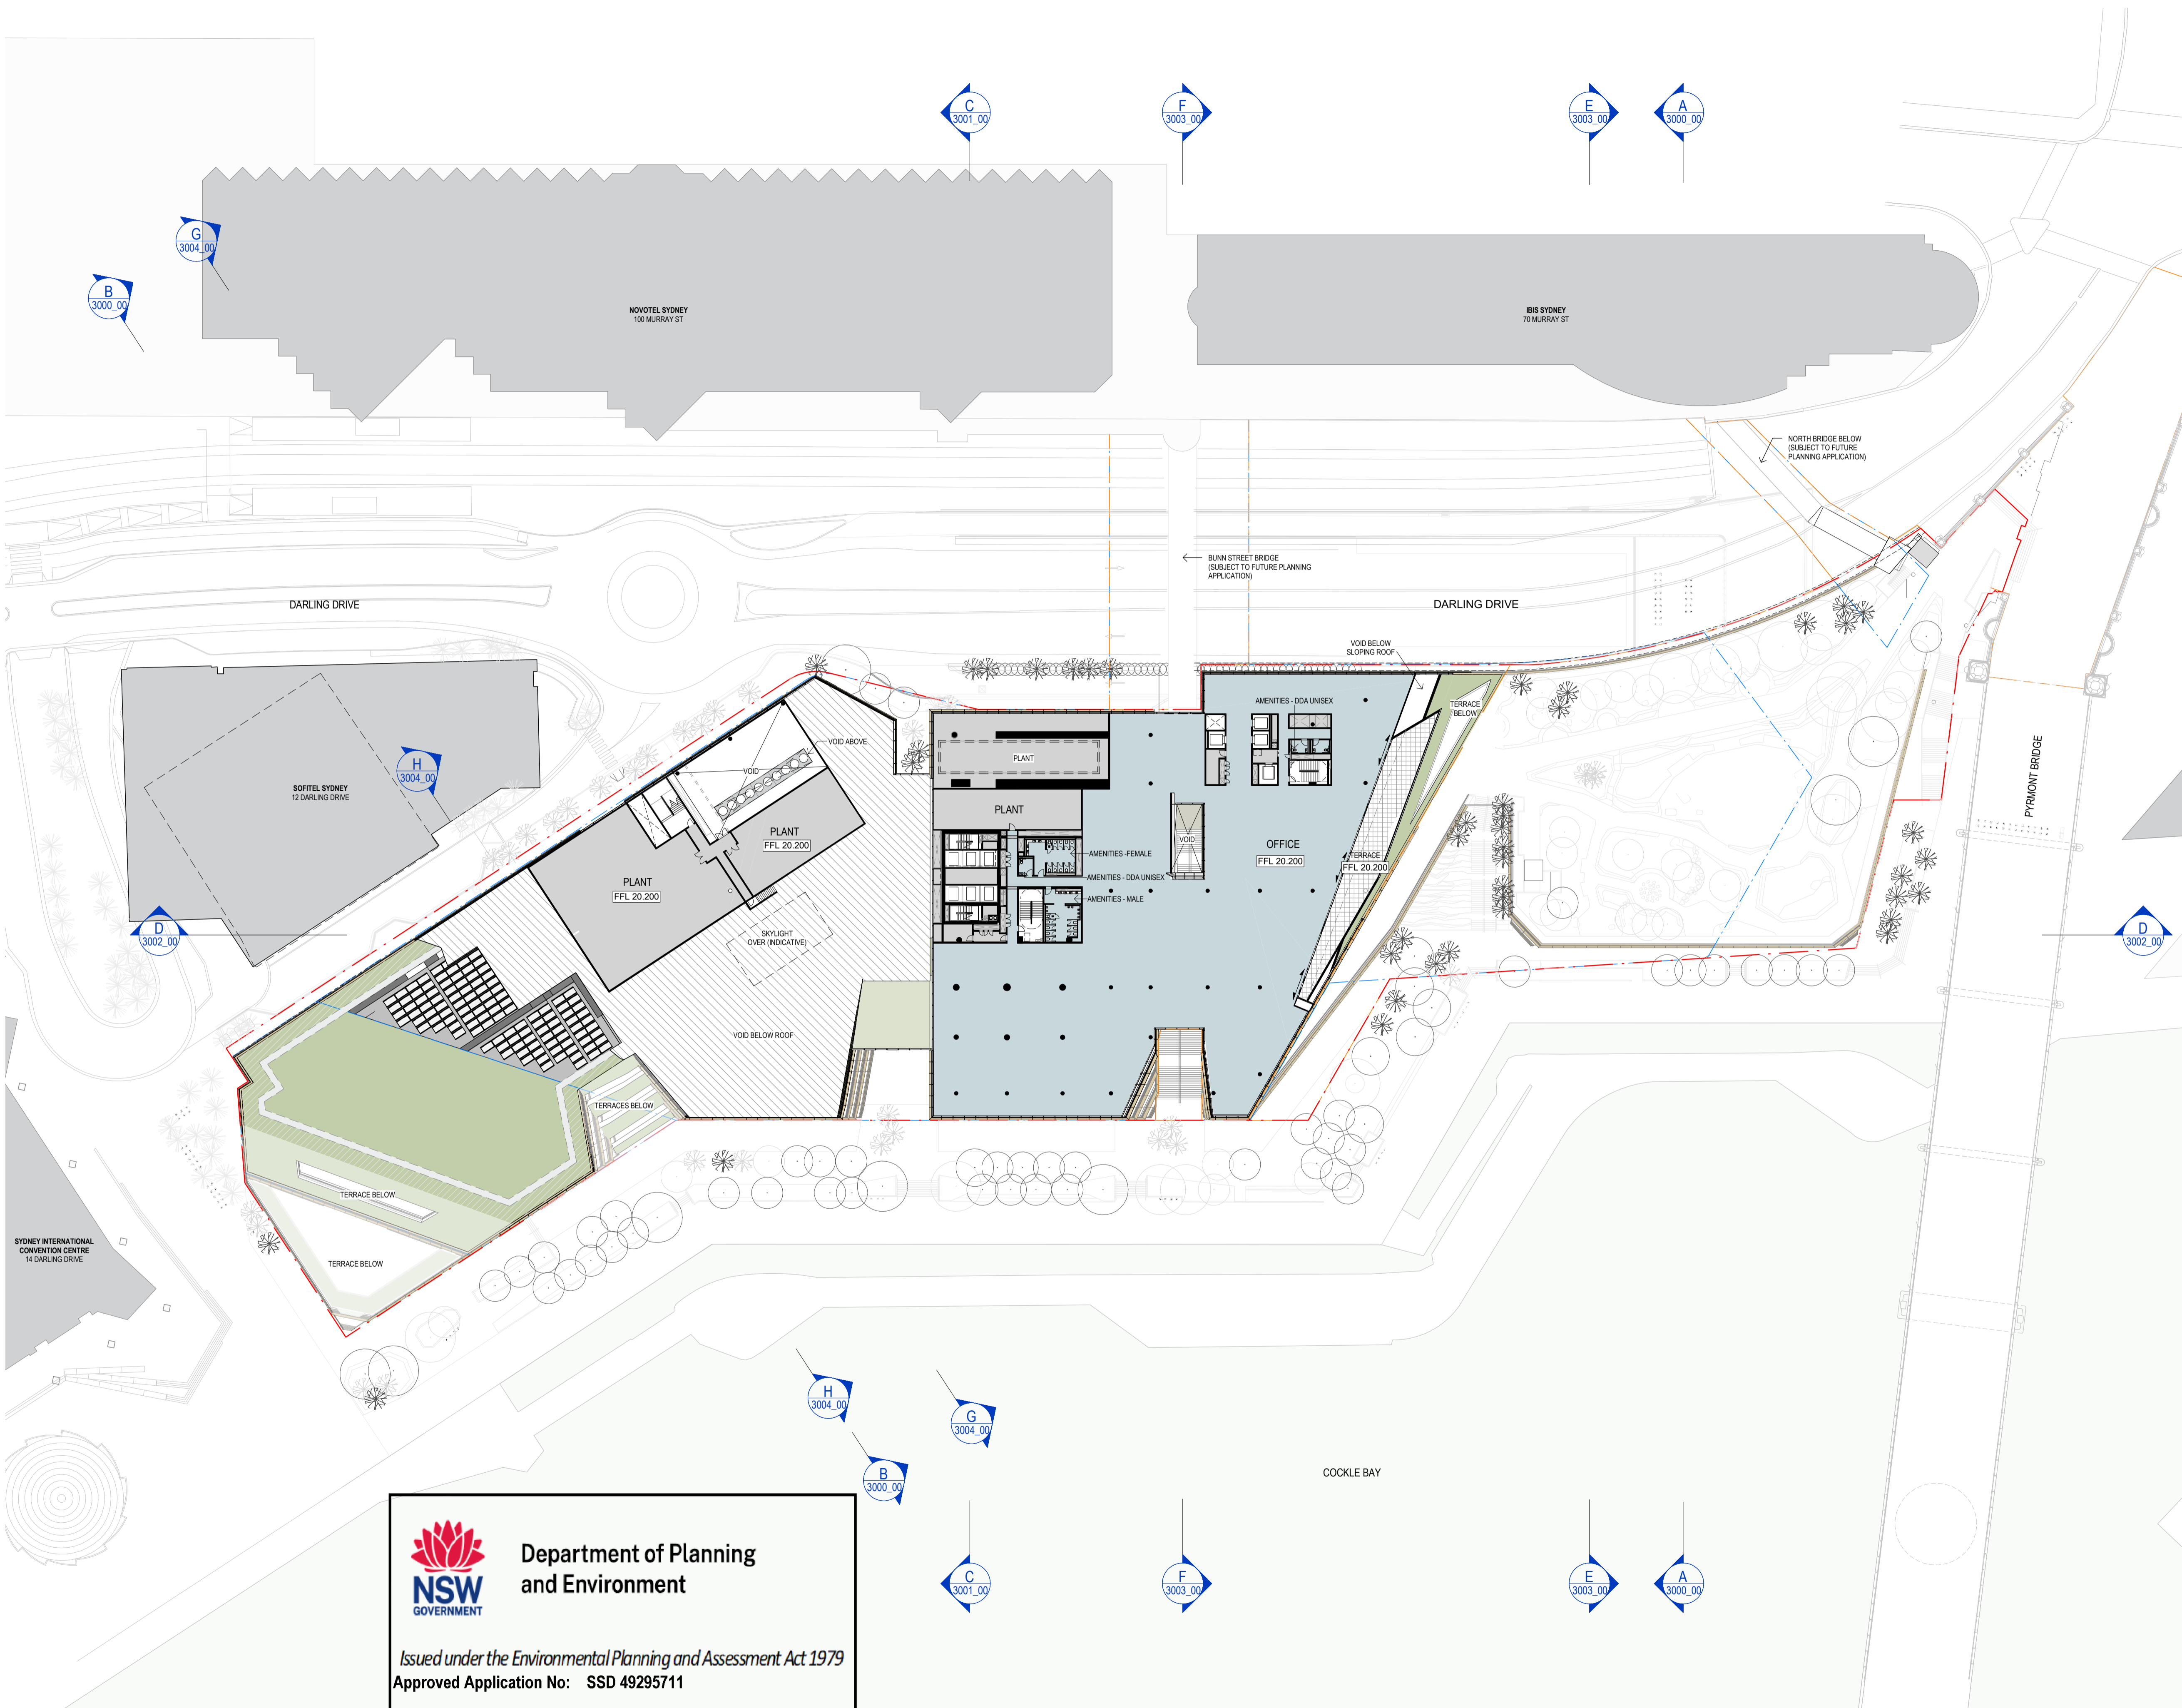 C
3001_00
F
3003_00
E
3003_00
A
3000_00
G
3004_00
B
3000_00
NOVOTEL SYDNEY
100 MURRAY ST
IBIS SYDNEY
70 MURRAY ST
NORTH BRIDGE BELOW
(SUBJECT TO FUTURE
PLANNING APPLICATION)
BUNN STREET BRIDGE
(SUBJECT TO FUTURE PLANNING
APPLICATION)
DARLING DRIVE
DARLING DRIVE
VOID BELOW
SLOPING ROOF
AMENITIES - DDA UNISEX
TERRACE
BELOW
VOID ABOVE
VOID
PLANT
H
3004_00
SOFITEL SYDNEY
12 DARLING DRIVE
PYRMONT BRIDGE
PLANT
PLANT
FFL 20.200
VOID
OFFICE
FFL 20.200
TERRACE
FFL 20.200
AMENITIES -FEMALE
AMENITIES - DDA UNISEX
AMENITIES - MALE
PLANT
FFL 20.200
D
3002_00
SKYLIGHT
OVER (INDICATIVE)
D
3002_00
VOID BELOW ROOF
TERRACES BELOW
TERRACE BELOW
TERRACE BELOW
SYDNEY INTERNATIONAL
CONVENTION CENTRE
14 DARLING DRIVE
H
3004_00
G
3004_00
B
3000_00
COCKLE BAY
C
3001_00
F
3003_00
E
3003_00
A
3000_00
NSW
GOVERNMENT
Department of Planning
and Environment
Issued under the Environmental Planning and Assessment Act 1979
Approved Application No: SSD 49295711